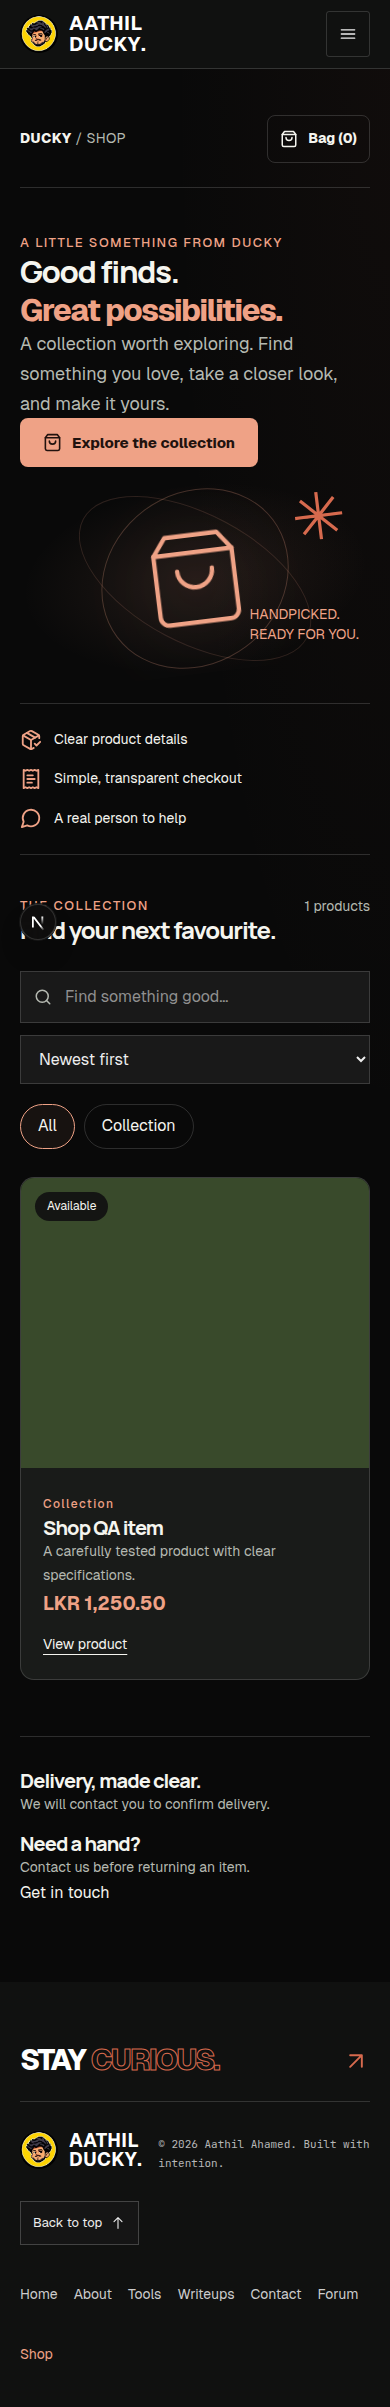 AATHIL
DUCKY.
DUCKY / SHOP
Bag (0)
A LITTLE SOMETHING FROM DUCKY
Good finds.
Great possibilities.
A collection worth exploring. Find
something you love, take a closer look,
and make it yours.
Explore the collection
HANDPICKED.
READY FOR YOU.
Clear product details
Simple, transparent checkout
A real person to help
THE COLLECTION
1 products
your next favourite.
Find something good...
Newest first
All
Collection
Available
Collection
Shop QA item
A carefully tested product with clear
specifications.
LKR 1,250.50
View product
Delivery, made clear.
We will contact you to confirm delivery.
Need a hand?
Contact us before returning an item.
Get in touch
STAY CURIOUS.
AATHIL
DUCKY.
© 2026 Aathil Ahamed. Built with
intention.
Back to top
Home About Tools Writeups Contact Forum
Shop